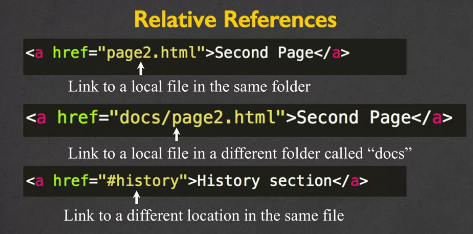 Relative References
<a href="page2.html">Second Page</a>
Link to a local file in the same folder
<a href="docs/page2.html">Second Page</a>
Link to a local file in a different folder called “docs”
<a href="#history">History section</a>
Link to a different location in the same file